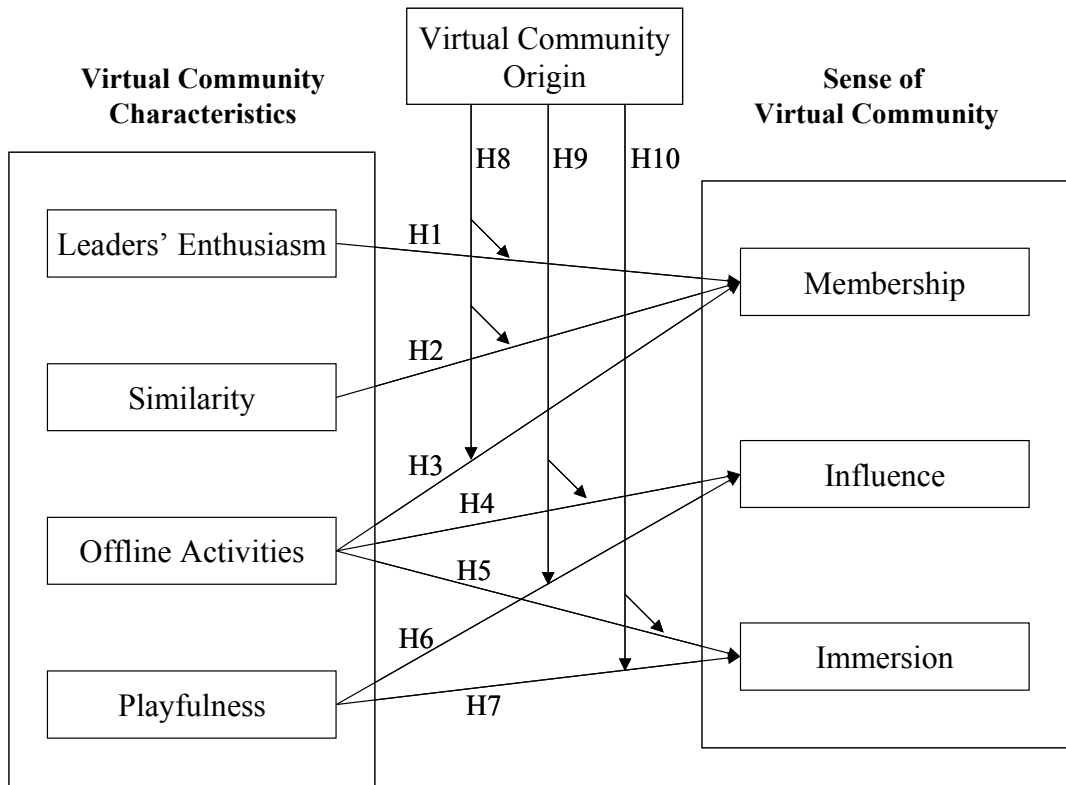 Virtual Community
Origin
Virtual Community
Characteristics
Sense of
Virtual Community
H8
H9
H10
Leaders’ Enthusiasm
H1
Membership
Similarity
H2
H3
Influence
H4
Offline Activities
H5
H6
Immersion
Playfulness
H7